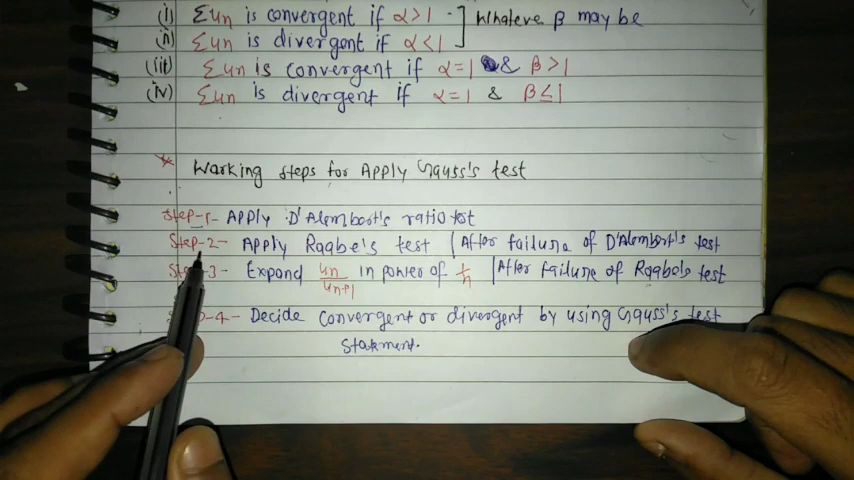 (i) Σun is convergent if α>1 ] Whateve β may be
(ii) Σun is divergent if α<1
(iii) Σun is convergent if α=1 & β>1
(iv) Σun is divergent if α=1 & β≤1
* Working steps for Apply Gauss's test
Step-1- Apply D'Alembert's ratio test
Step-2- Apply Raabe's test | After failure of D'Alembert's test
-3- Expand un/un+1 in power of 1/n | After failure of Raabe's test
-4- Decide convergent or divergent by using Gauss's test
statment.